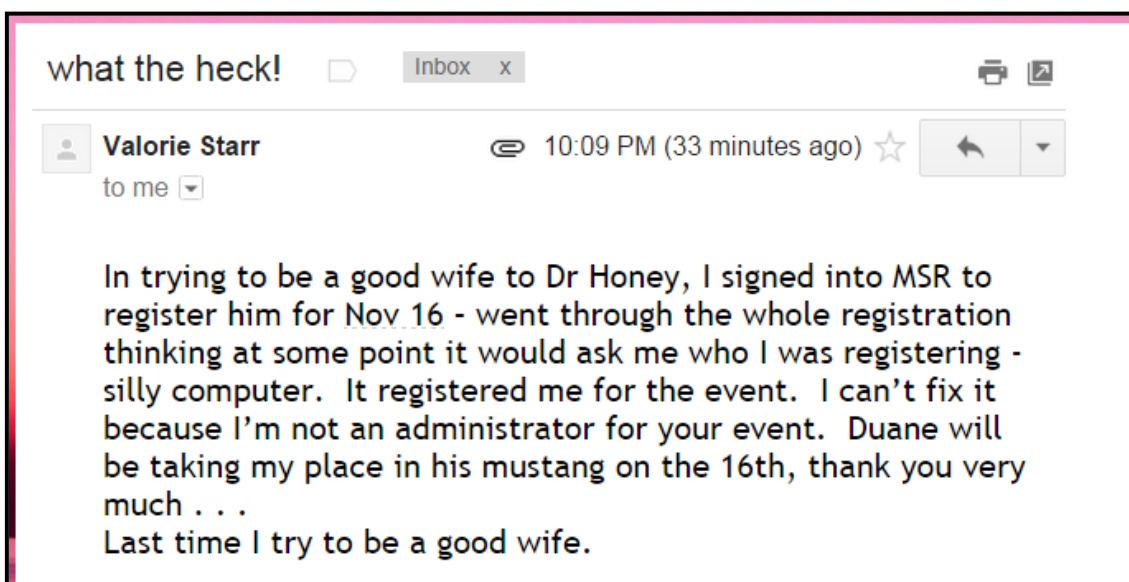 what the heck! Inbox x
Valorie Starr 10:09 PM (33 minutes ago)
to me
In trying to be a good wife to Dr Honey, I signed into MSR to
register him for Nov 16 - went through the whole registration
thinking at some point it would ask me who I was registering -
silly computer.  It registered me for the event.  I can't fix it
because I'm not an administrator for your event.  Duane will
be taking my place in his mustang on the 16th, thank you very
much . . .
Last time I try to be a good wife.